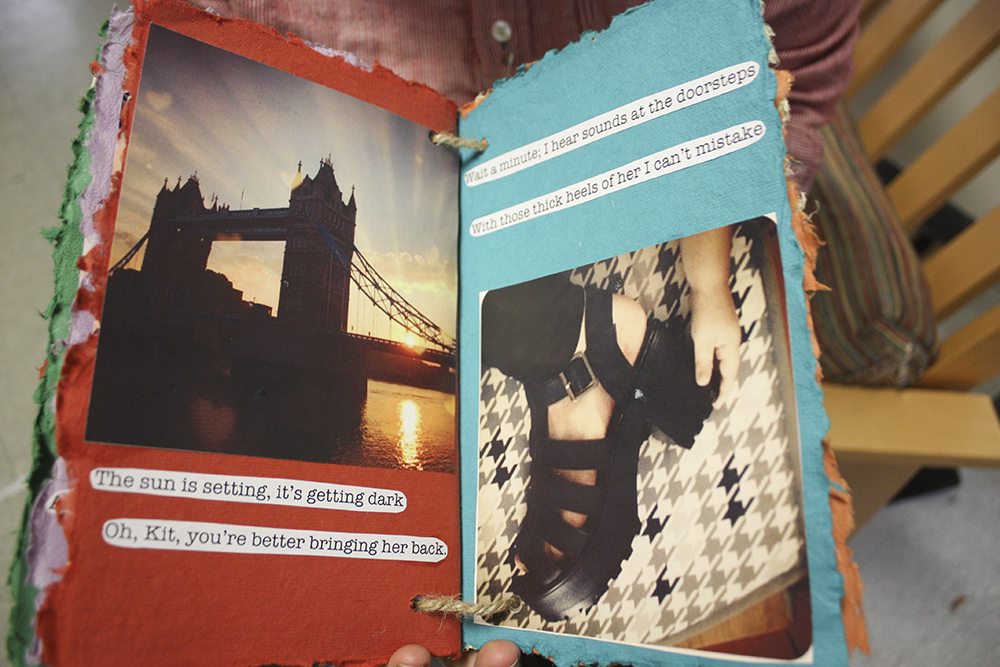 The sun is setting, it's getting dark
Oh, Kit, you're better bringing her back.
Wait a minute; I hear sounds at the doorsteps
With those thick heels of her I can't mistake